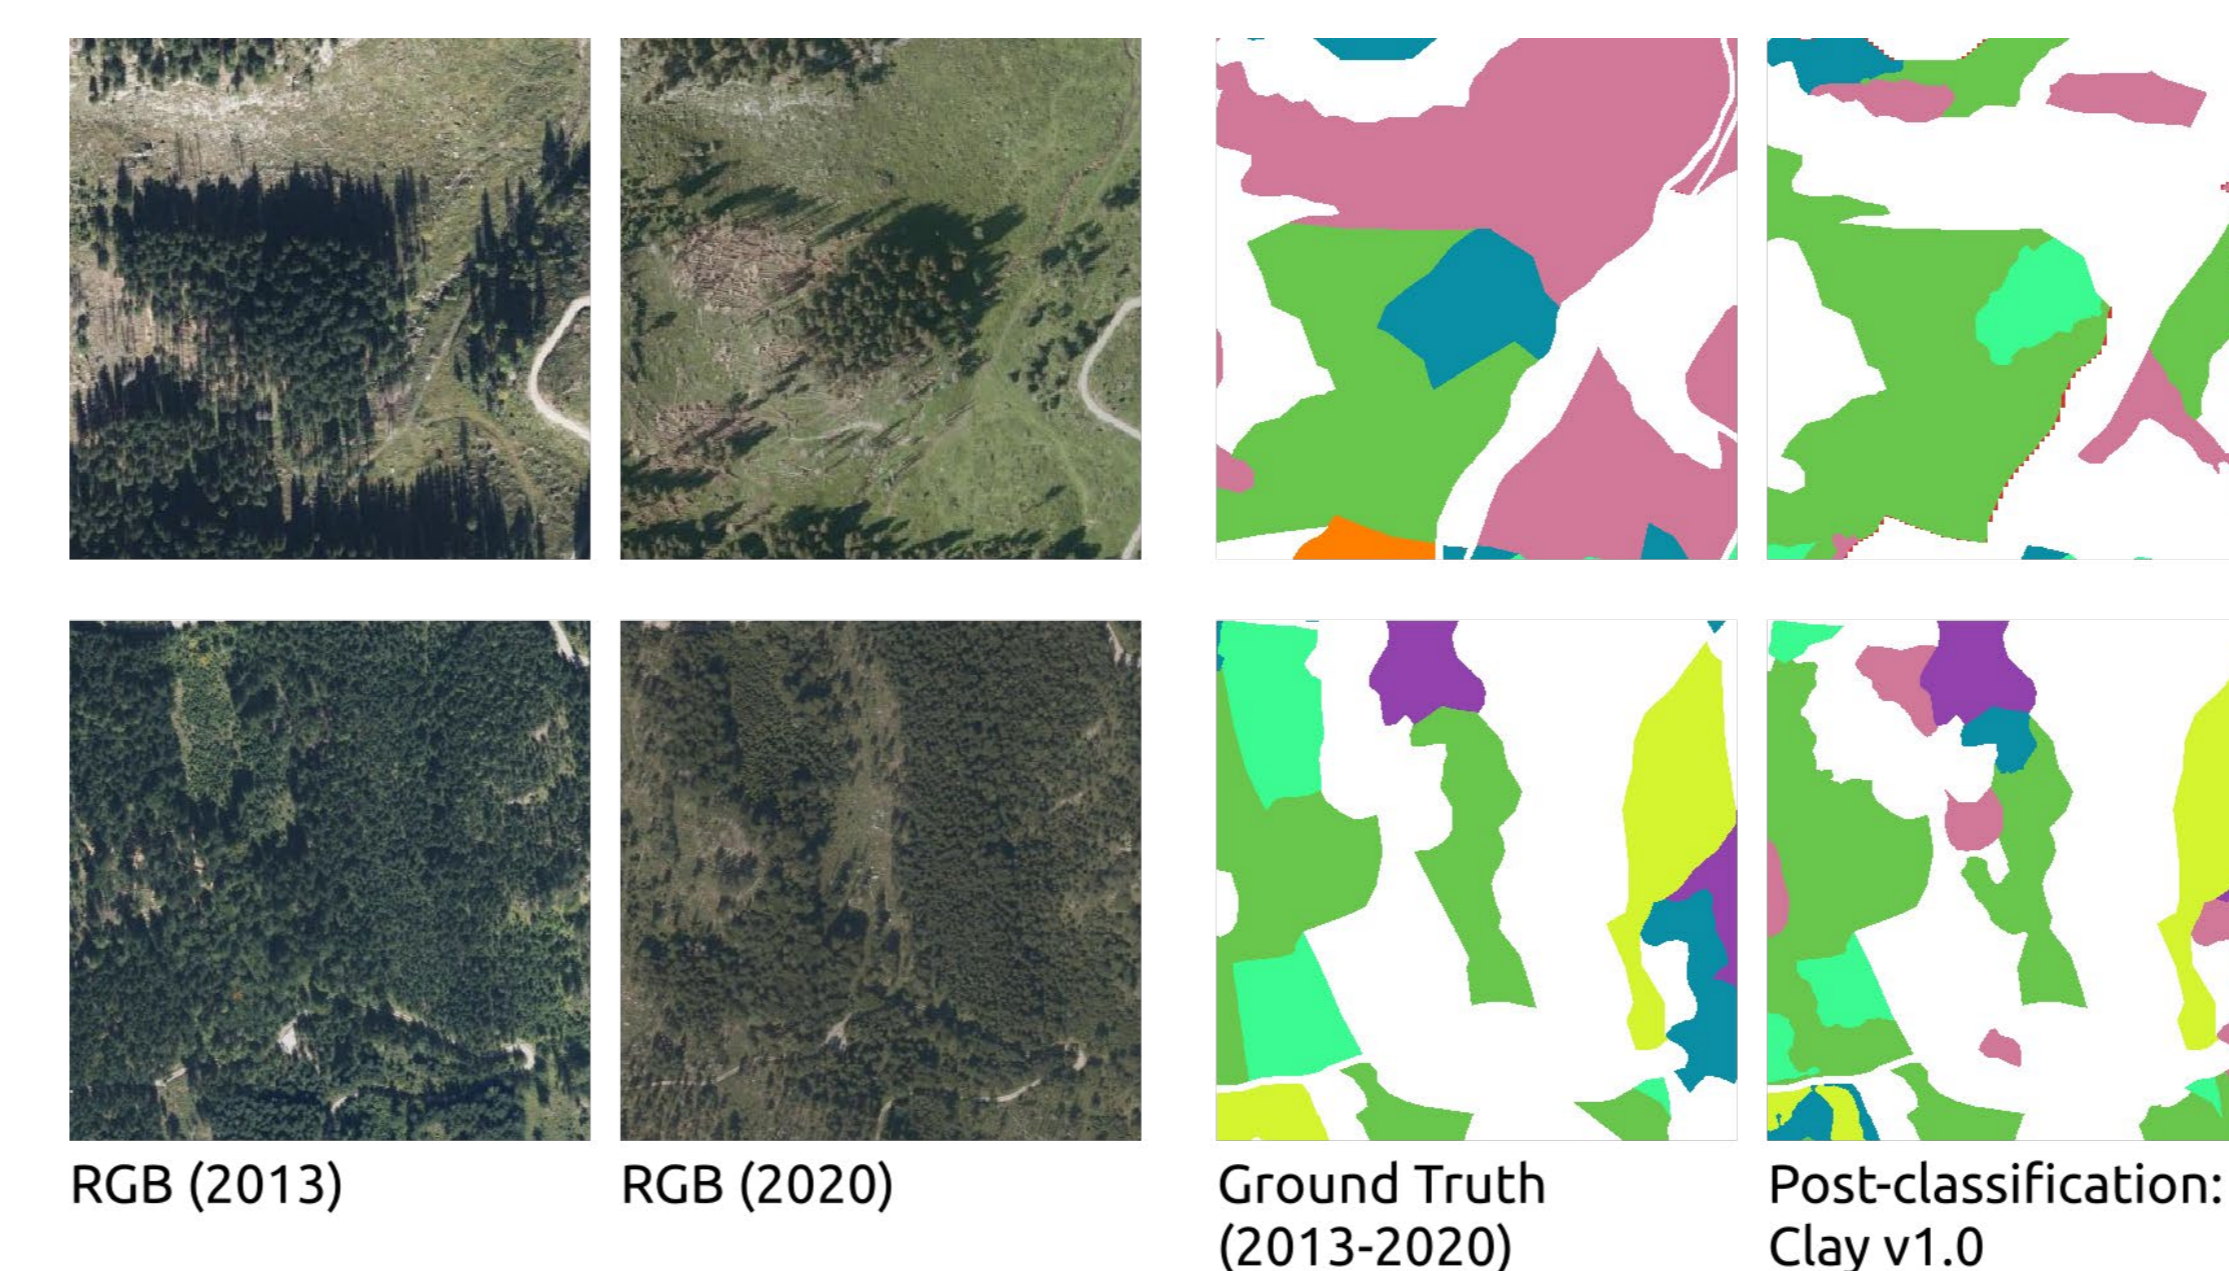 RGB (2013)
RGB (2020)
Ground Truth
(2013-2020)
Post-classification:
Clay v1.0